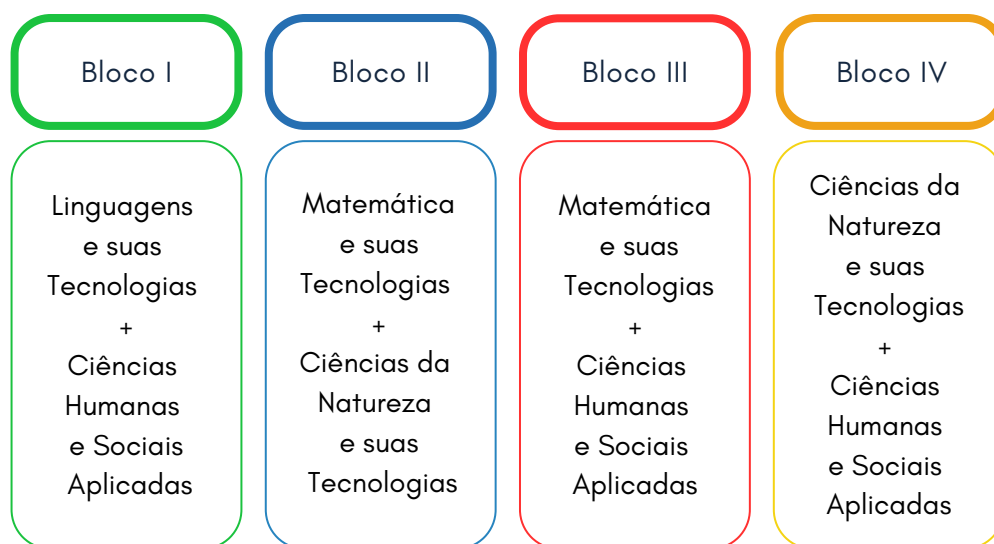 Bloco I
Linguagens
e suas
Tecnologias
+
Ciências
Humanas
e Sociais
Aplicadas
Bloco II
Matemática
e suas
Tecnologias
+
Ciências da
Natureza
e suas
Tecnologias
Bloco III
Matemática
e suas
Tecnologias
+
Ciências
Humanas
e Sociais
Aplicadas
Bloco IV
Ciências da
Natureza
e suas
Tecnologias
+
Ciências
Humanas
e Sociais
Aplicadas